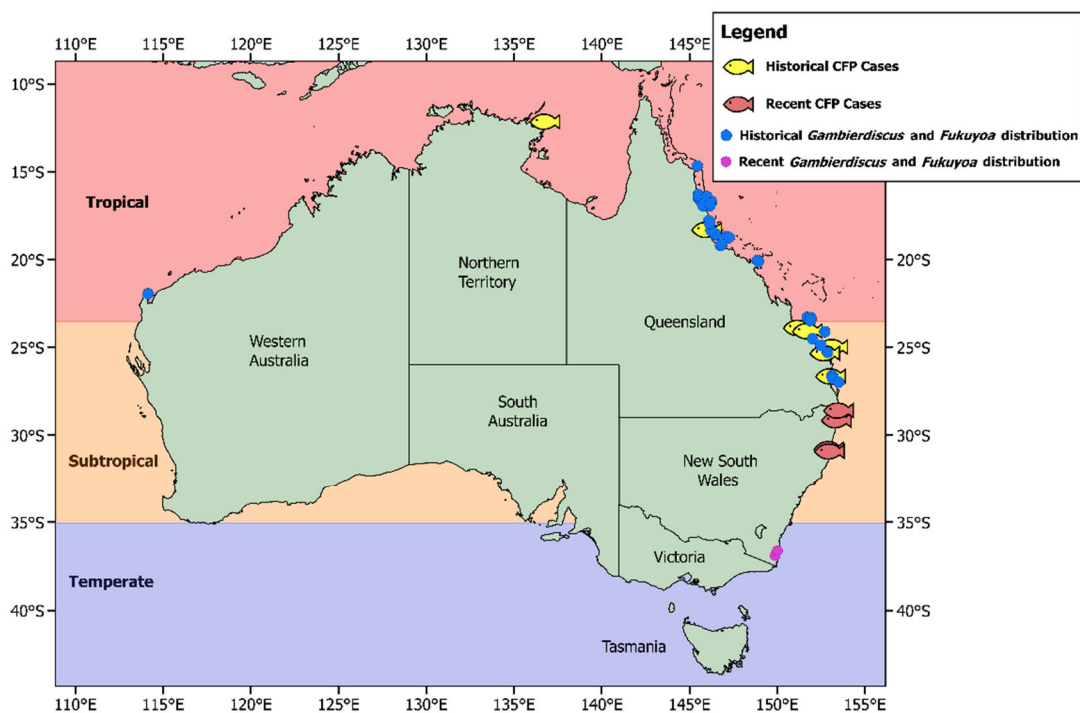 110°E 115°E 120°E 125°E 130°E 135°E 140°E 145°E
Legend
Historical CFP Cases
Recent CFP Cases
Historical Gambierdiscus and Fukuyoa distribution
Recent Gambierdiscus and Fukuyoa distribution
10°S
15°S
Tropical
20°S
20°S
Northern
Territory
Queensland
Western
Australia
25°S
25°S
South
Australia
30°S
30°S
Subtropical
New South
Wales
35°S
35°S
Victoria
Temperate
40°S
40°S
Tasmania
110°E 115°E 120°E 125°E 130°E 135°E 140°E 145°E 150°E 155°E